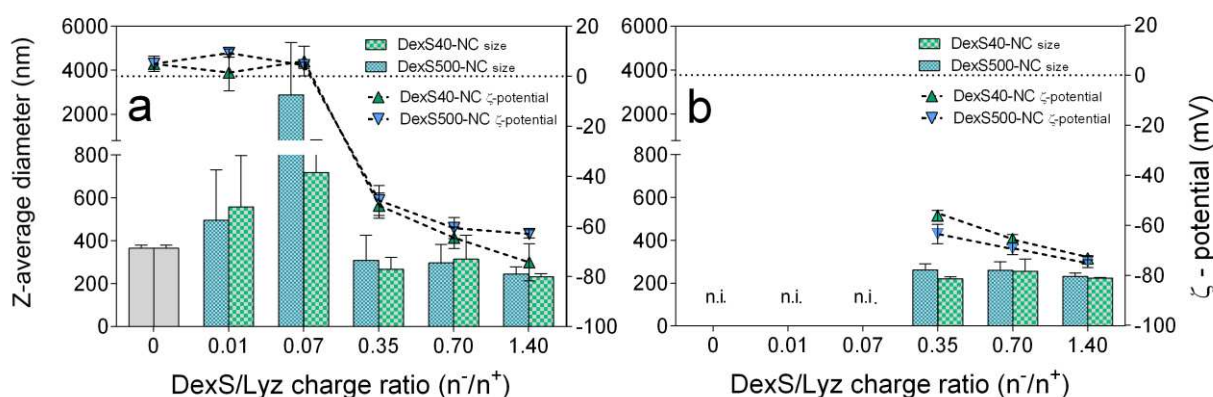 a
Z-average diameter (nm)
6000
4000
2000
800
600
400
200
0
DexS40-NC size
DexS500-NC size
DexS40-NC ζ-potential
DexS500-NC ζ-potential
20
0
-20
-40
-60
-80
-100
0 0.01 0.07 0.35 0.70 1.40
DexS/Lyz charge ratio (n⁻/n⁺)
b
6000
4000
2000
800
600
400
200
0
DexS40-NC size
DexS500-NC size
DexS40-NC ζ-potential
DexS500-NC ζ-potential
n.i. n.i. n.i.
20
0
-20
-40
-60
-80
-100
ζ - potential (mV)
0 0.01 0.07 0.35 0.70 1.40
DexS/Lyz charge ratio (n⁻/n⁺)